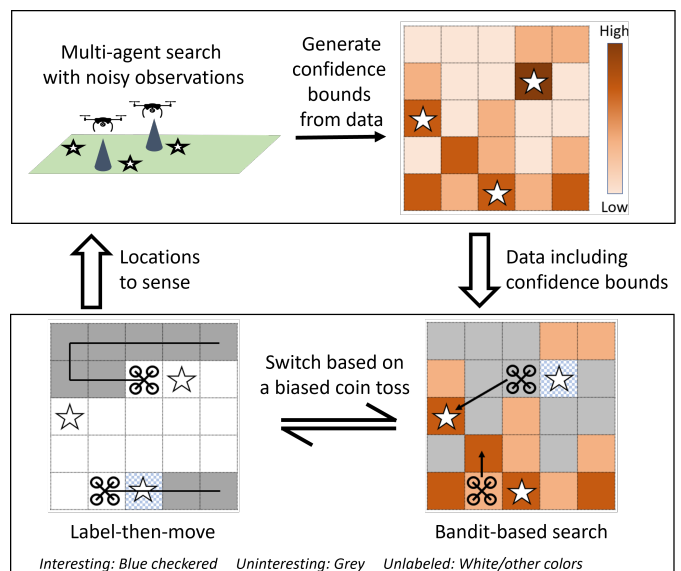 Multi-agent search
with noisy observations
Generate
confidence
bounds
from data
High
Low
Locations
to sense
Data including
confidence bounds
Switch based on
a biased coin toss
Label-then-move
Bandit-based search
Interesting: Blue checkered Uninteresting: Grey Unlabeled: White/other colors